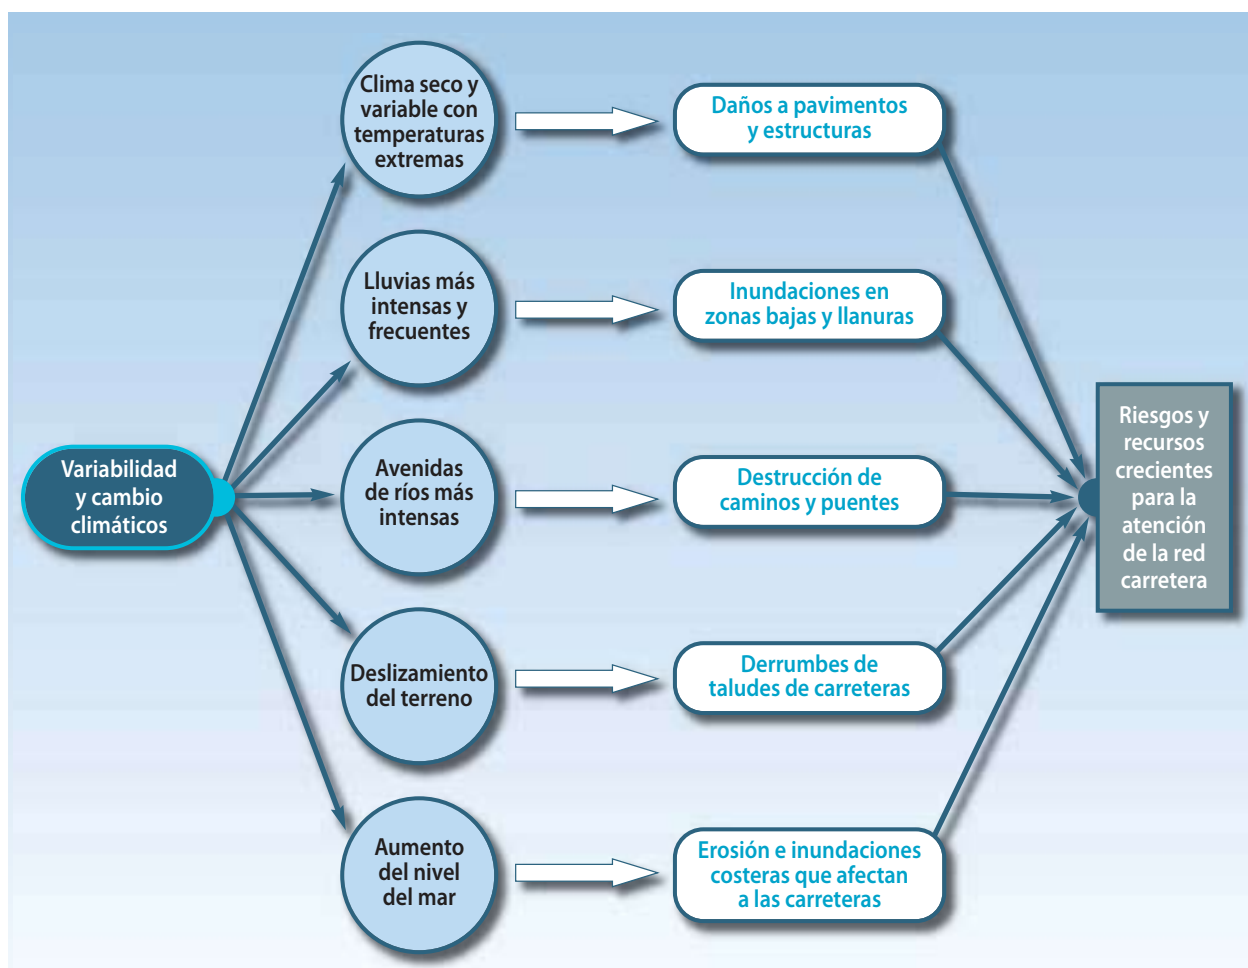 Clima seco y
variable con
temperaturas
extremas
Daños a pavimentos
y estructuras
Lluvias más
intensas y
frecuentes
Inundaciones en
zonas bajas y llanuras
Variabilidad
y cambio
climáticos
Avenidas
de ríos más
intensas
Destrucción de
caminos y puentes
Riesgos y
recursos
crecientes
para la
atención
de la red
carretera
Deslizamiento
del terreno
Derrumbes de
taludes de carreteras
Aumento
del nivel
del mar
Erosión e inundaciones
costeras que afectan
a las carreteras